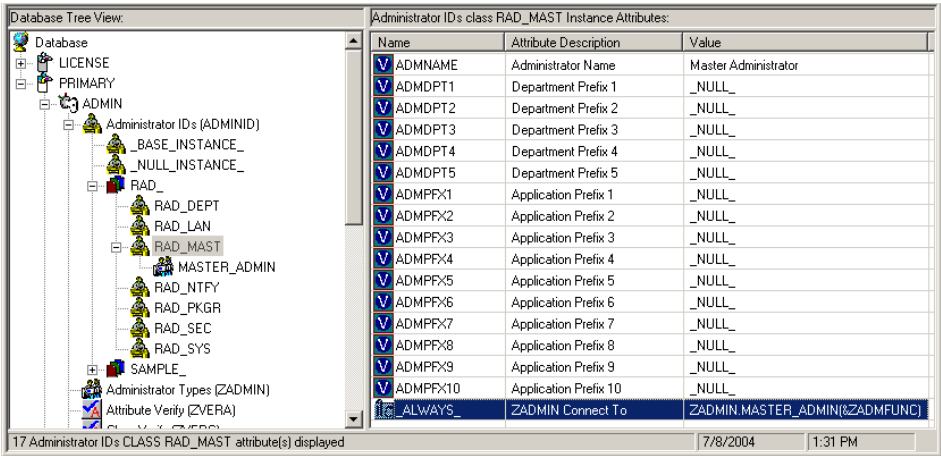 Database Tree View:
Administrator IDs class RAD_MAST Instance Attributes:
Database
LICENSE
PRIMARY
ADMIN
Administrator IDs (ADMINID)
_BASE_INSTANCE_
_NULL_INSTANCE_
RAD_
RAD_DEPT
RAD_LAN
RAD_MAST
MASTER_ADMIN
RAD_NTFY
RAD_PKGR
RAD_SEC
RAD_SYS
SAMPLE_
Administrator Types (ZADMIN)
Attribute Verify (ZVERA)
Name Attribute Description Value
ADMNAME Administrator Name Master Administrator
ADMDPT1 Department Prefix 1 _NULL_
ADMDPT2 Department Prefix 2 _NULL_
ADMDPT3 Department Prefix 3 _NULL_
ADMDPT4 Department Prefix 4 _NULL_
ADMDPT5 Department Prefix 5 _NULL_
ADMPFX1 Application Prefix 1 _NULL_
ADMPFX2 Application Prefix 2 _NULL_
ADMPFX3 Application Prefix 3 _NULL_
ADMPFX4 Application Prefix 4 _NULL_
ADMPFX5 Application Prefix 5 _NULL_
ADMPFX6 Application Prefix 6 _NULL_
ADMPFX7 Application Prefix 7 _NULL_
ADMPFX8 Application Prefix 8 _NULL_
ADMPFX9 Application Prefix 9 _NULL_
ADMPFX10 Application Prefix 10 _NULL_
_ALWAYS_ ZADMIN Connect To ZADMIN.MASTER_ADMIN(&ZADMFUNC)
17 Administrator IDs CLASS RAD_MAST attribute(s) displayed
7/8/2004 1:31 PM